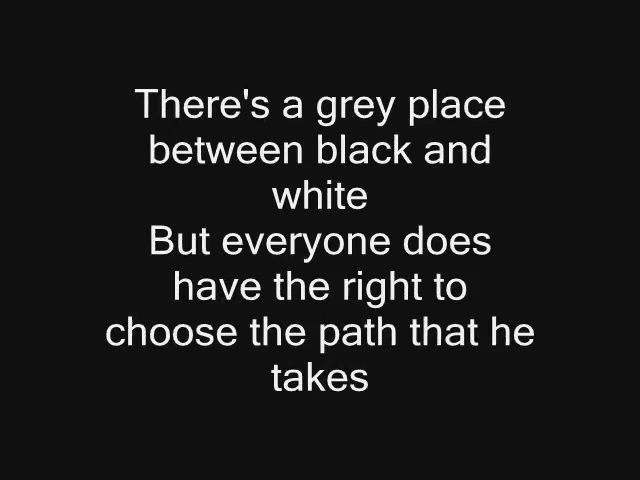 There's a grey place
between black and
white
But everyone does
have the right to
choose the path that he
takes